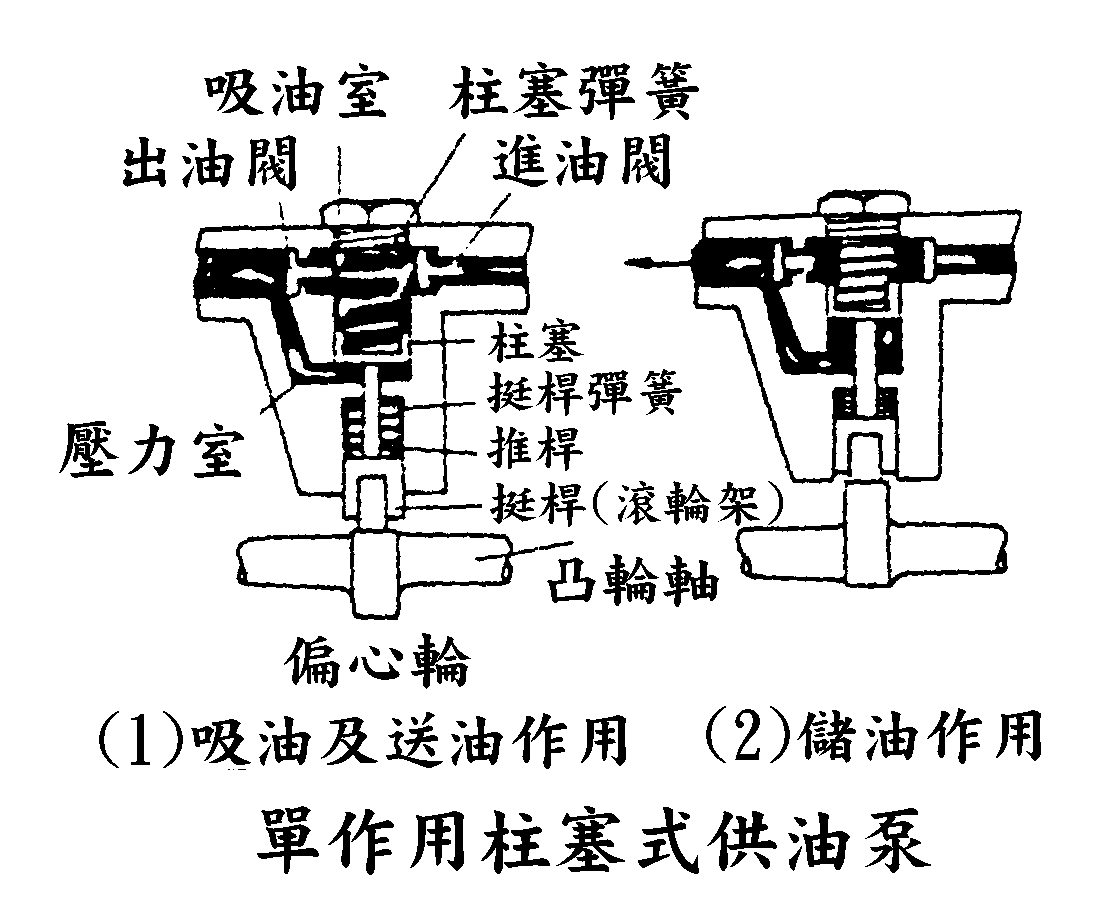 吸油室 柱塞彈簧
出油閥 進油閥
柱塞
挺桿彈簧
壓力室 推桿
挺桿(滾輪架)
凸輪軸
偏心輪
(1)吸油及送油作用 (2)儲油作用
單作用柱塞式供油泵